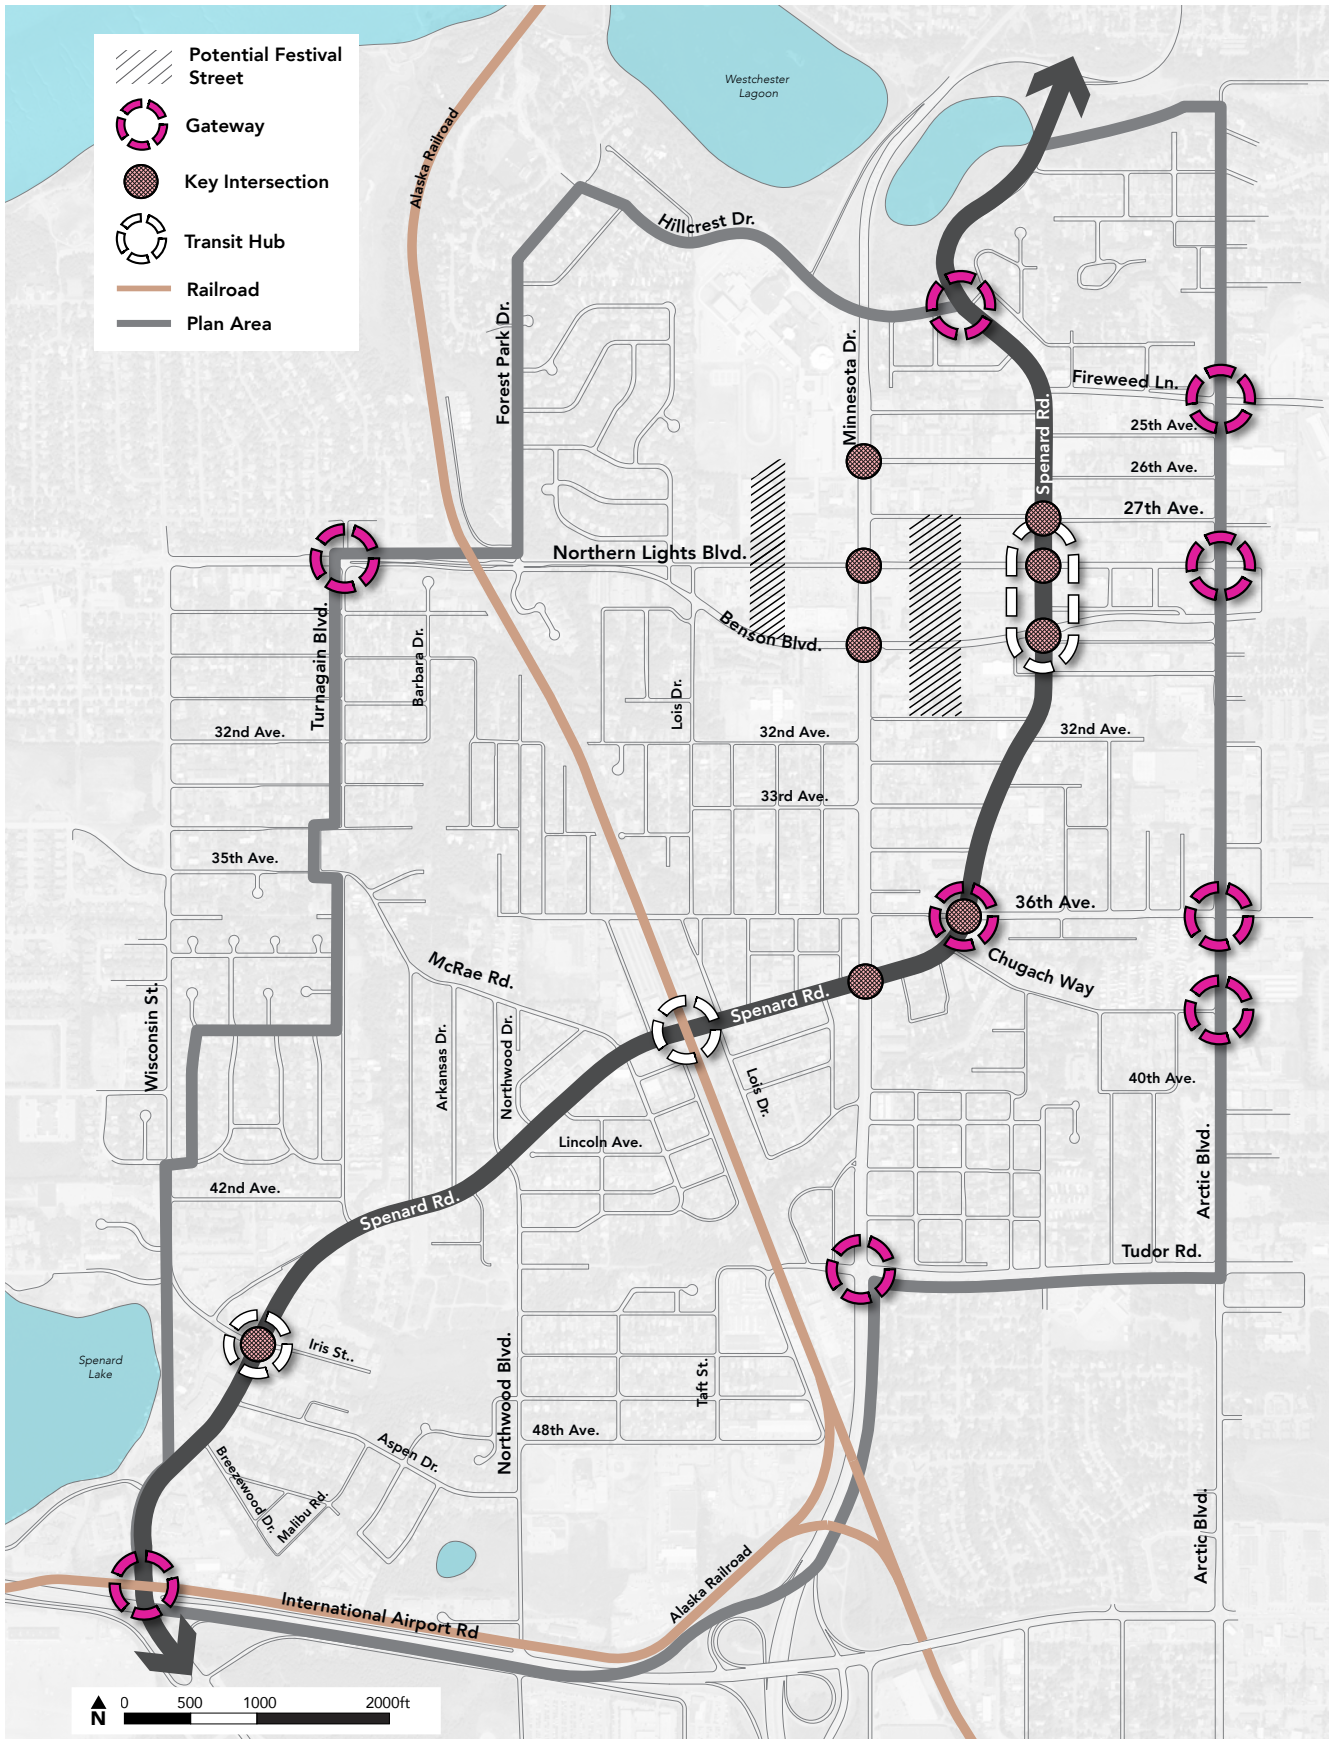 Potential Festival
Street
Gateway
Key Intersection
Transit Hub
Railroad
Plan Area
Westchester
Lagoon
Alaska Railroad
Hillcrest Dr.
Forest Park Dr.
Minnesota Dr.
Spenard Rd.
Fireweed Ln.
25th Ave.
26th Ave.
27th Ave.
Northern Lights Blvd.
Benson Blvd.
Turnagain Blvd.
Barbara Dr.
Lois Dr.
32nd Ave.
32nd Ave.
32nd Ave.
33rd Ave.
35th Ave.
36th Ave.
Chugach Way
McRae Rd.
Spenard Rd.
Wisconsin St.
Arkansas Dr.
Northwood Dr.
Lois Dr.
40th Ave.
Lincoln Ave.
Arctic Blvd.
42nd Ave.
Spenard Rd.
Tudor Rd.
Spenard
Lake
Iris St..
Northwood Blvd.
Taft St.
48th Ave.
Aspen Dr.
Breezewood Dr.
Malibu Rd.
Arctic Blvd.
Alaska Railroad
International Airport Rd
N
0 500 1000 2000ft